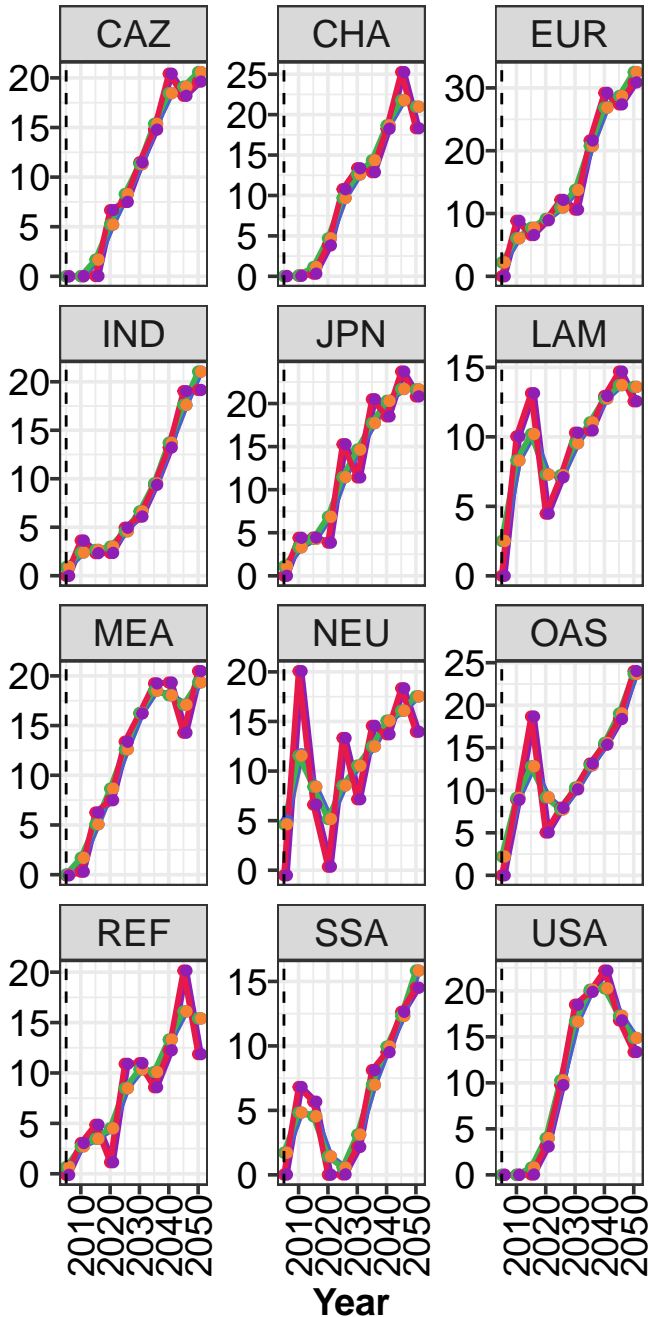 CAZ CHA EUR
20 25 30
15 20 20
10 15 10
5 10 0
0 5
0
IND JPN LAM
20 20 15
15 15 10
10 10 5
5 5 0
0 0
MEA NEU OAS
20 20 25
15 15 20
10 10 15
5 5 10
0 0 5
0
REF SSA USA
20 15 20
15 10 15
10 5 10
5 0 5
0 0
2010 2020 2030 2040 2050 2010 2020 2030 2040 2050 2010 2020 2030 2040 2050
Year